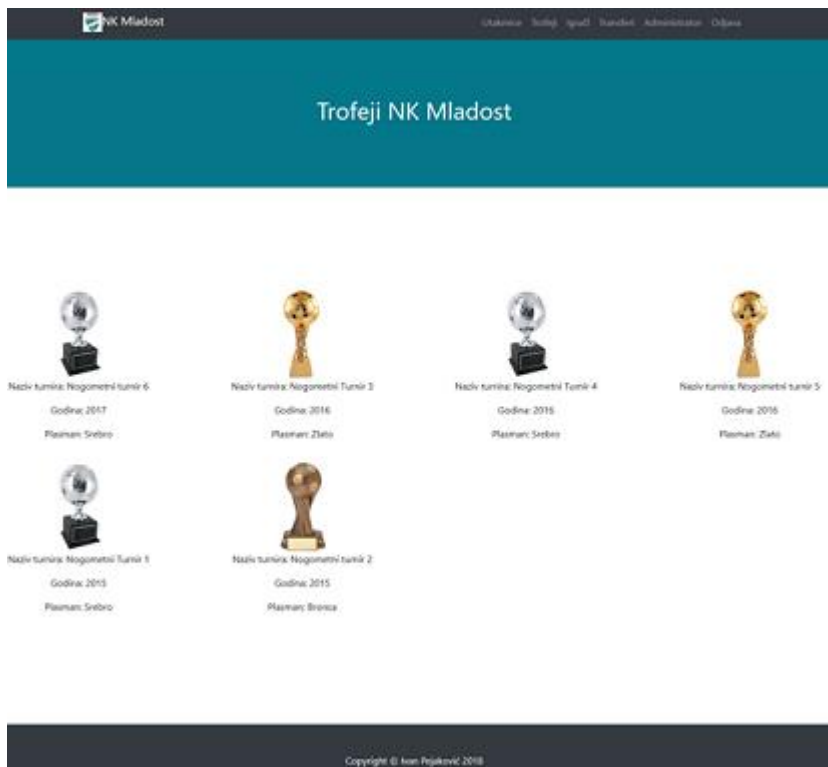 NK Mladost
Utakmice Trofeji Igrači Transferi Administrator Odjava
Trofeji NK Mladost
Naziv turnira: Nogometni turnir 6
Godina: 2017
Plasman: Srebro
Naziv turnira: Nogometni Turnir 3
Godina: 2016
Plasman: Zlato
Naziv turnira: Nogometni Turnir 4
Godina: 2016
Plasman: Srebro
Naziv turnira: Nogometni turnir 5
Godina: 2016
Plasman: Zlato
Naziv turnira: Nogometni Turnir 1
Godina: 2015
Plasman: Srebro
Naziv turnira: Nogometni turnir 2
Godina: 2015
Plasman: Bronca
Copyright © Ivan Pejaković 2018